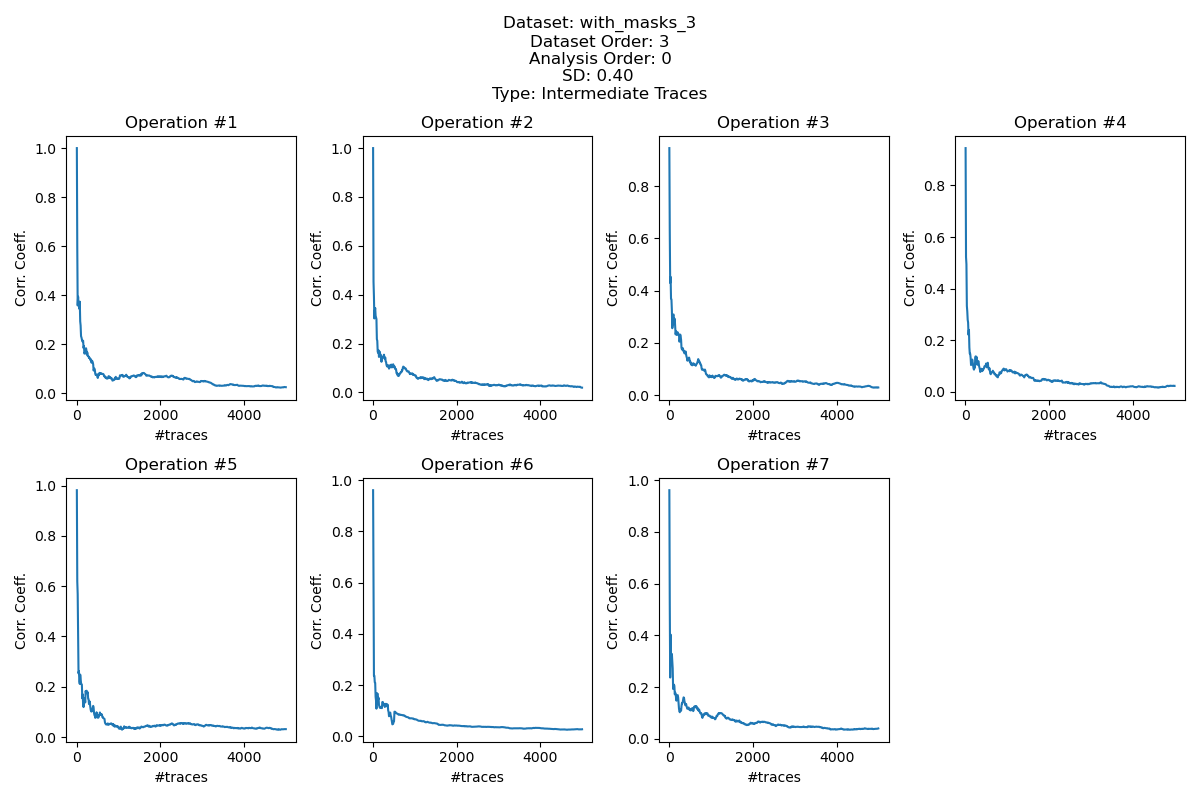 Dataset: with_masks_3
Dataset Order: 3
Analysis Order: 0
SD: 0.40
Type: Intermediate Traces
Operation #1
Corr. Coeff.
1.0
0.8
0.6
0.4
0.2
0.0
0 2000 4000
#traces
Operation #2
Corr. Coeff.
1.0
0.8
0.6
0.4
0.2
0.0
0 2000 4000
#traces
Operation #3
Corr. Coeff.
0.8
0.6
0.4
0.2
0.0
0 2000 4000
#traces
Operation #4
Corr. Coeff.
0.8
0.6
0.4
0.2
0.0
0 2000 4000
#traces
Operation #5
Corr. Coeff.
1.0
0.8
0.6
0.4
0.2
0.0
0 2000 4000
#traces
Operation #6
Corr. Coeff.
1.0
0.8
0.6
0.4
0.2
0.0
0 2000 4000
#traces
Operation #7
Corr. Coeff.
1.0
0.8
0.6
0.4
0.2
0.0
0 2000 4000
#traces